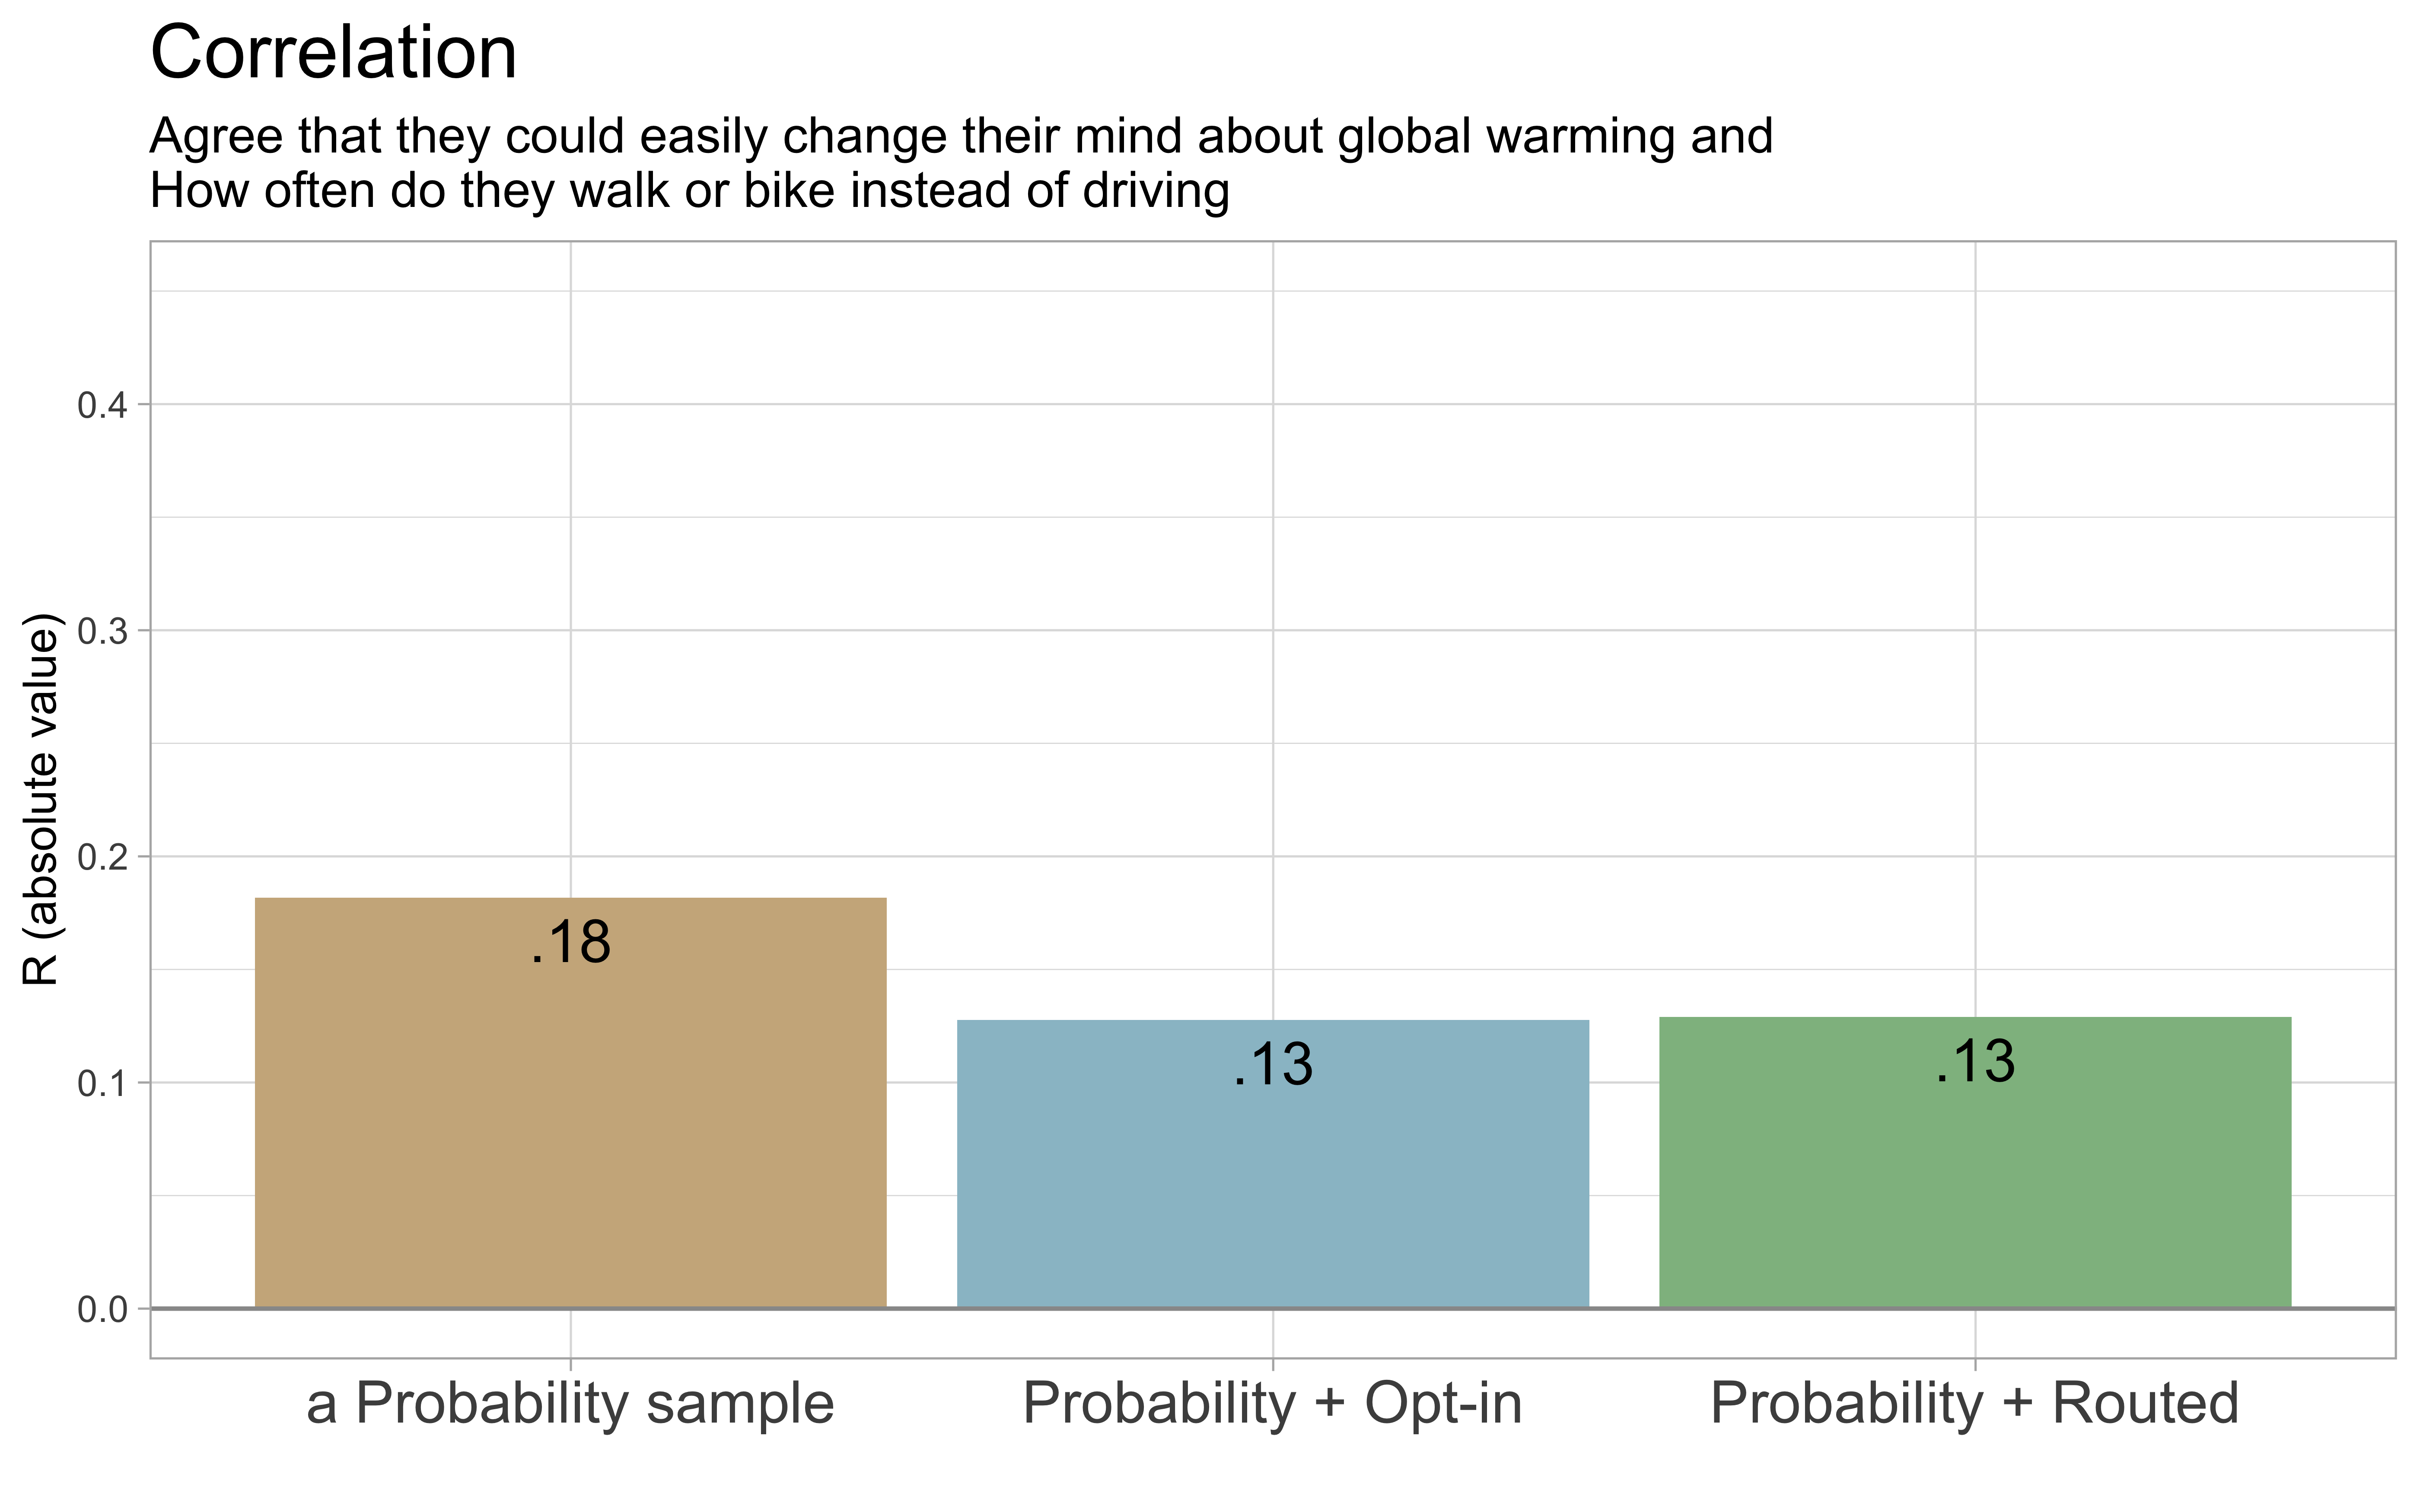 Correlation
Agree that they could easily change their mind about global warming and
How often do they walk or bike instead of driving
R (absolute value)
0.4
0.3
0.2
0.1
0.0
.18
.13
.13
a Probability sample
Probability + Opt-in
Probability + Routed